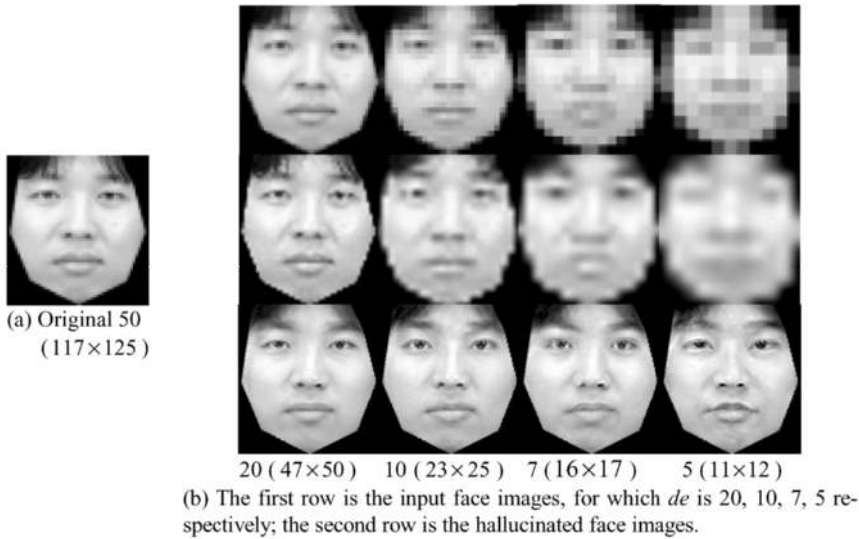 (a) Original 50
(117×125)
20 (47×50) 10 (23×25) 7 (16×17) 5 (11×12)
(b) The first row is the input face images, for which de is 20, 10, 7, 5 re-
spectively; the second row is the hallucinated face images.